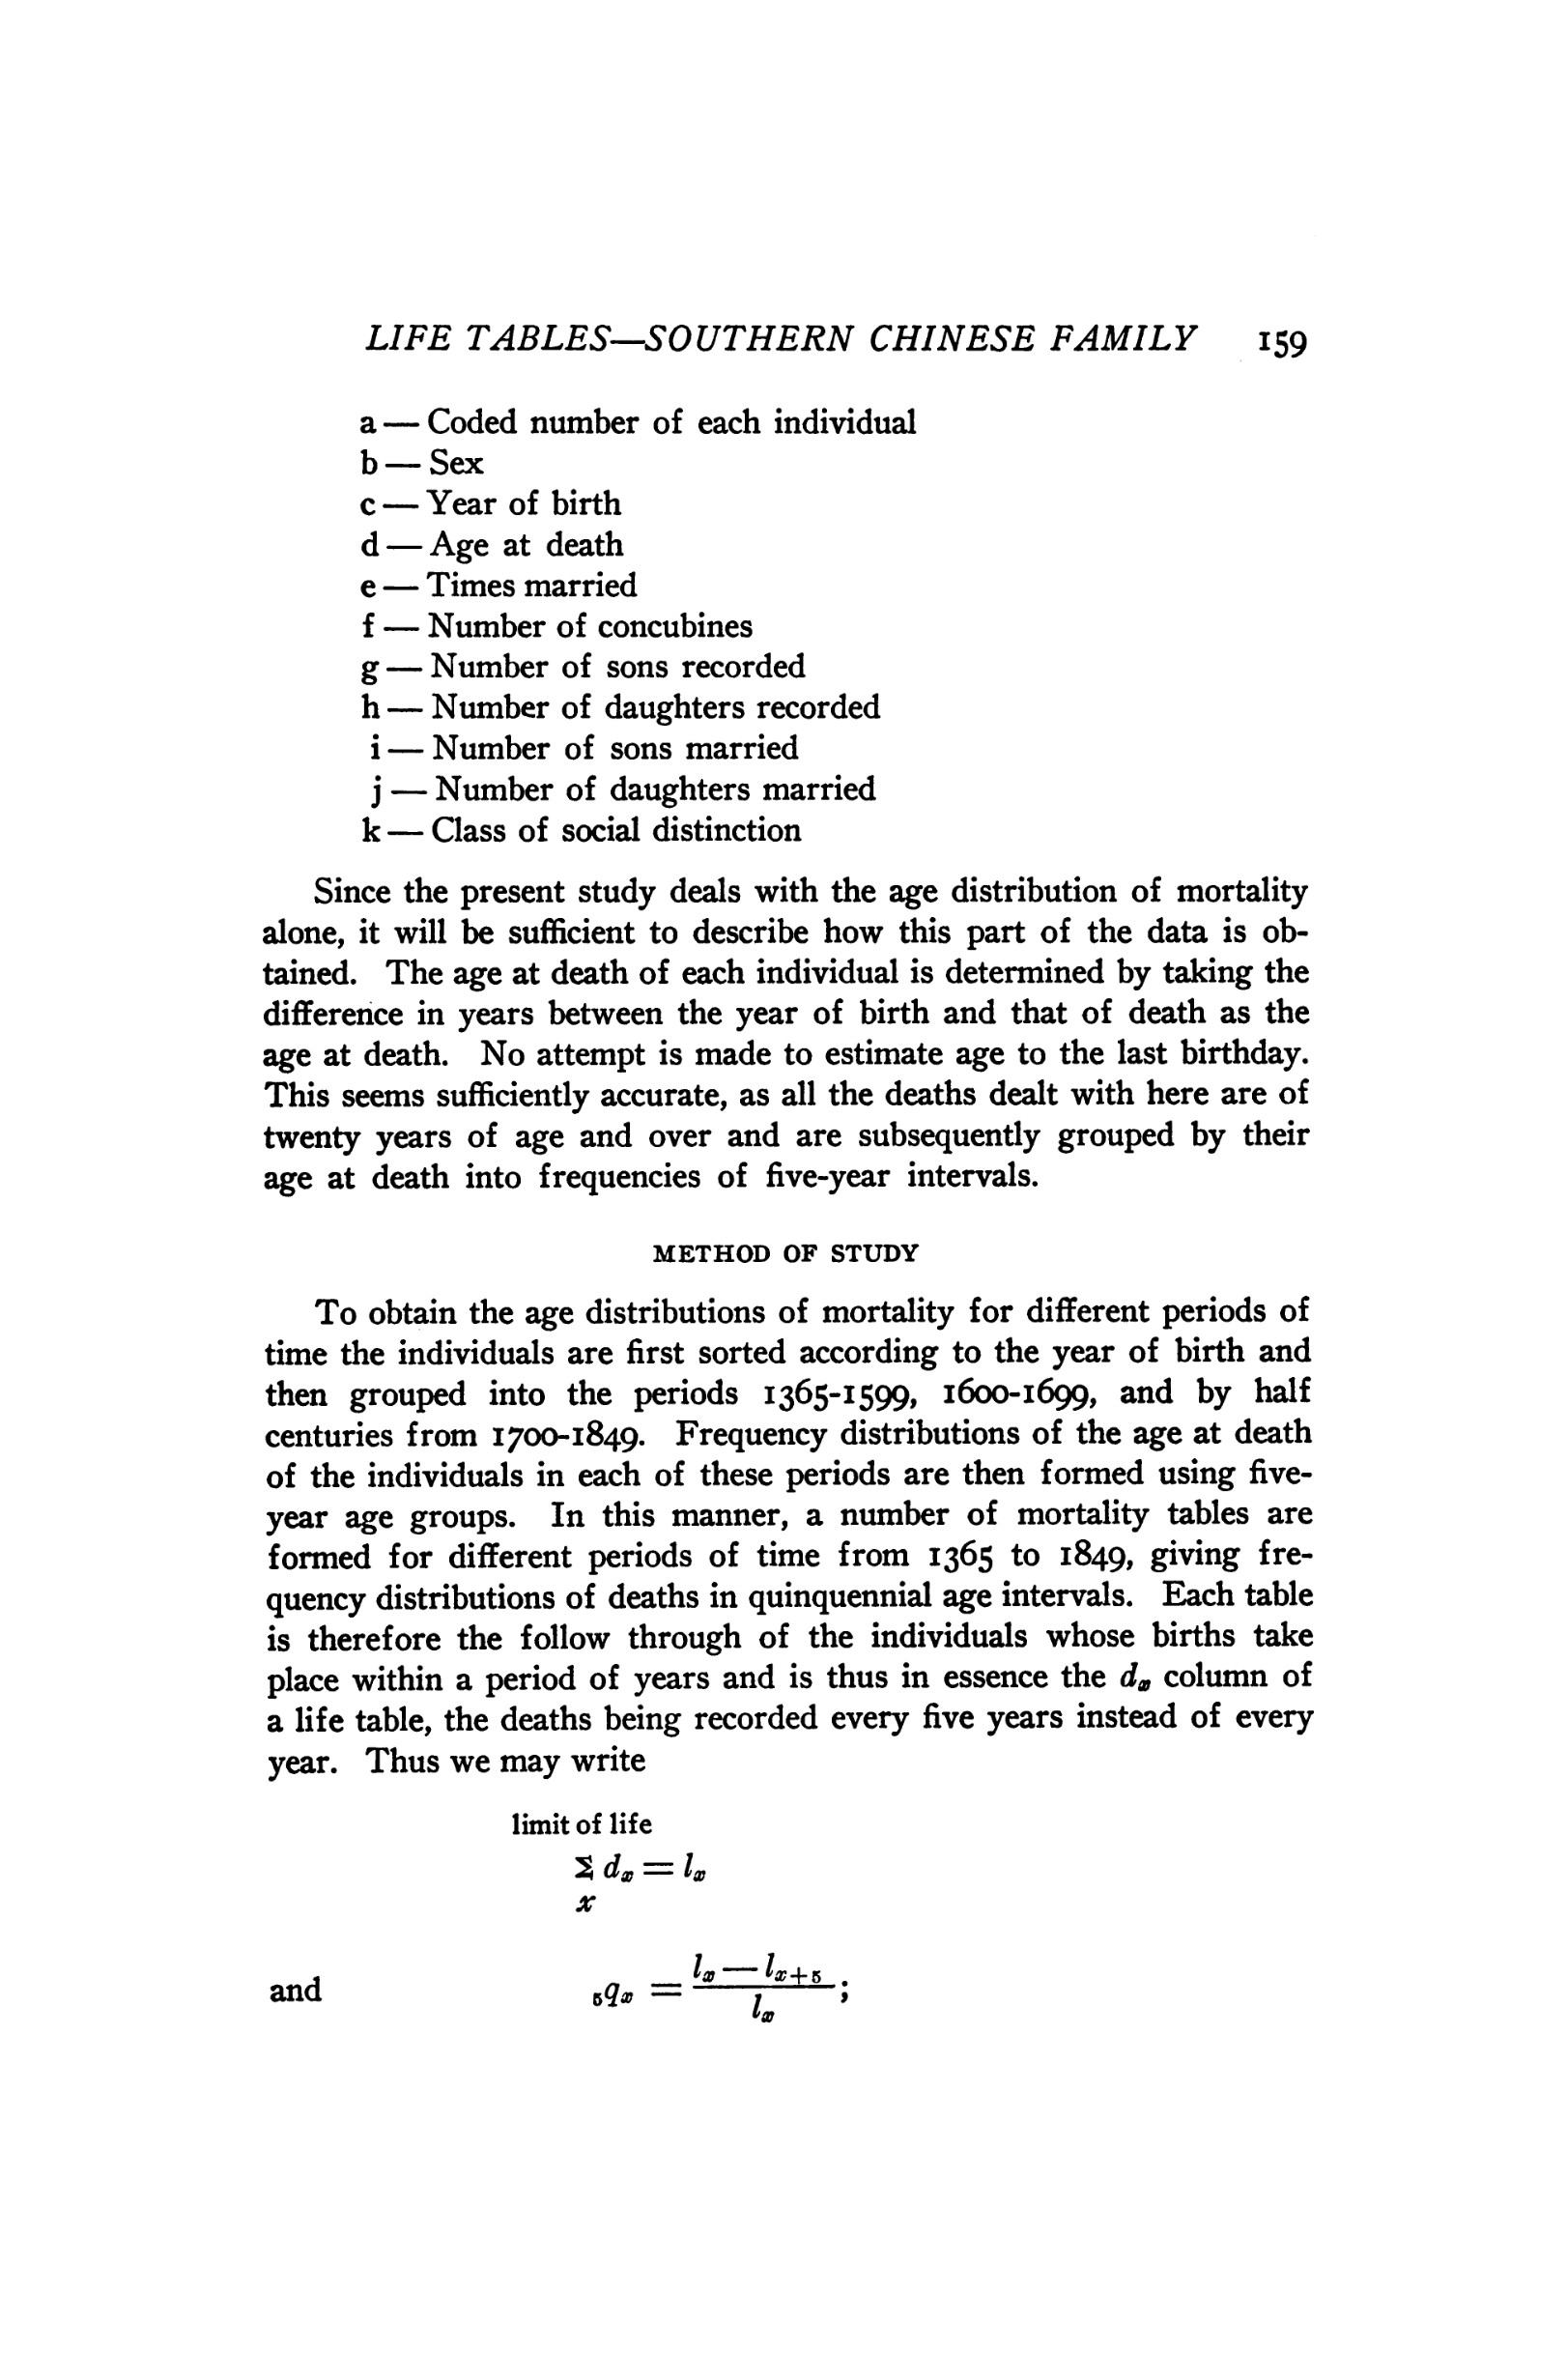 LIFE TABLES—SOUTHERN CHINESE FAMILY 159
a — Coded number of each individual
b — Sex
c — Year of birth
d — Age at death
e — Times married
f — Number of concubines
g — Number of sons recorded
h — Number of daughters recorded
i — Number of sons married
j — Number of daughters married
k — Class of social distinction
Since the present study deals with the age distribution of mortality
alone, it will be sufficient to describe how this part of the data is ob-
tained. The age at death of each individual is determined by taking the
difference in years between the year of birth and that of death as the
age at death. No attempt is made to estimate age to the last birthday.
This seems sufficiently accurate, as all the deaths dealt with here are of
twenty years of age and over and are subsequently grouped by their
age at death into frequencies of five-year intervals.
METHOD OF STUDY
To obtain the age distributions of mortality for different periods of
time the individuals are first sorted according to the year of birth and
then grouped into the periods 1365-1599, 1600-1699, and by half
centuries from 1700-1849. Frequency distributions of the age at death
of the individuals in each of these periods are then formed using five-
year age groups. In this manner, a number of mortality tables are
formed for different periods of time from 1365 to 1849, giving fre-
quency distributions of deaths in quinquennial age intervals. Each table
is therefore the follow through of the individuals whose births take
place within a period of years and is thus in essence the dₓ column of
a life table, the deaths being recorded every five years instead of every
year. Thus we may write
limit of life
Σ dₓ = lₓ
x
and ₅qₓ = (lₓ — lₓ₊₅) / lₓ ;